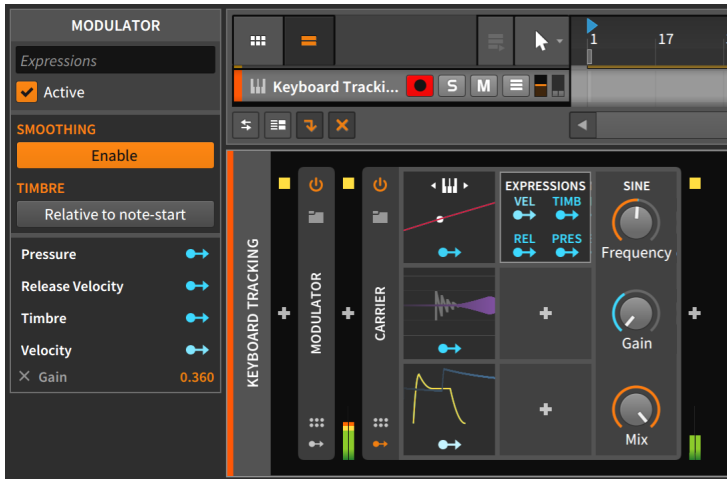 MODULATOR
Expressions
Active
SMOOTHING
Enable
TIMBRE
Relative to note-start
Pressure
Release Velocity
Timbre
Velocity
Gain 0.360
1 17
Keyboard Tracki... S M
KEYBOARD TRACKING
MODULATOR
CARRIER
EXPRESSIONS
VEL TIMB
REL PRES
SINE
Frequency
Gain
Mix